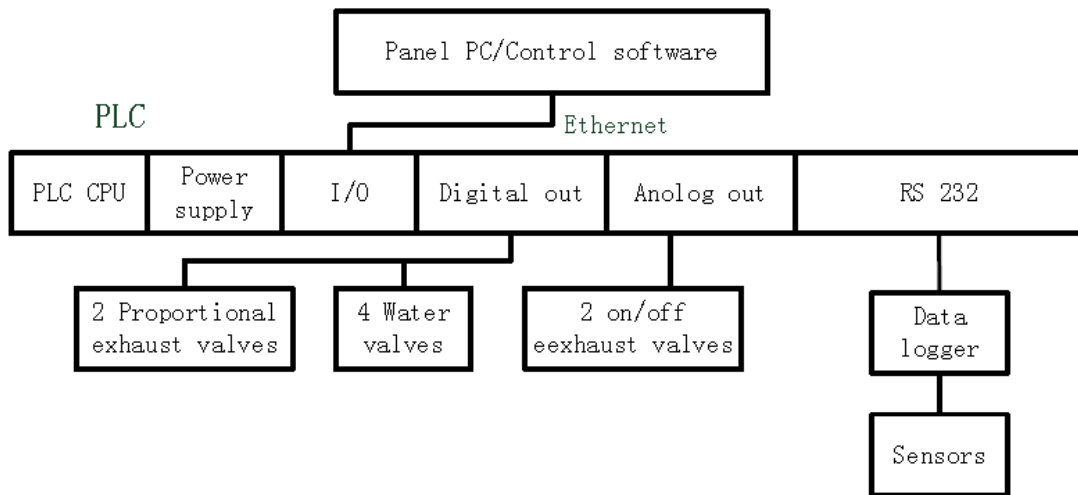 Panel PC/Control software
PLC
Ethernet
PLC CPU
Power
supply
I/O
Digital out
Anolog out
RS 232
2 Proportional
exhaust valves
4 Water
valves
2 on/off
eexhaust valves
Data
logger
Sensors